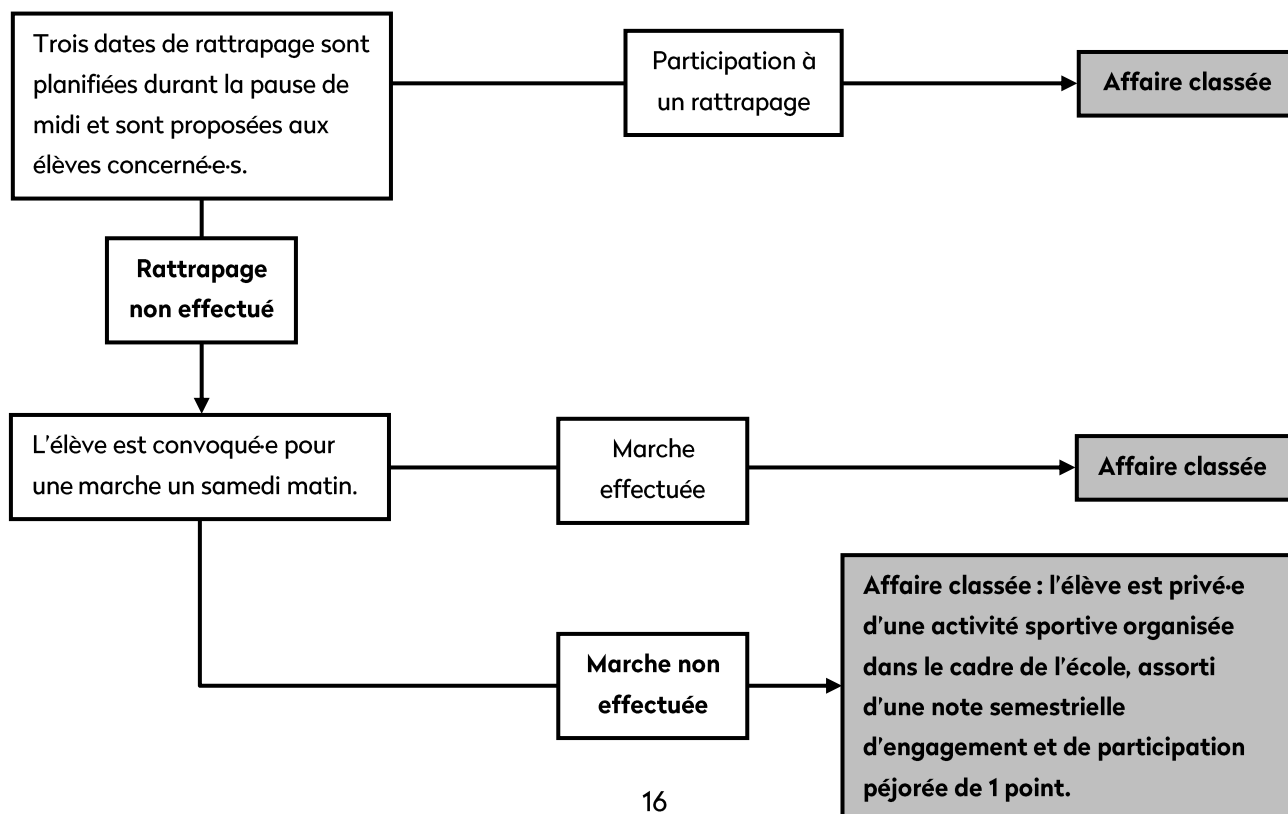 Trois dates de rattrapage sont
planifiées durant la pause de
midi et sont proposées aux
élèves concerné·e·s.
Participation à
un rattrapage
Affaire classée
Rattrapage
non effectué
L’élève est convoqué·e pour
une marche un samedi matin.
Marche
effectuée
Affaire classée
Marche non
effectuée
Affaire classée : l’élève est privé·e
d’une activité sportive organisée
dans le cadre de l’école, assorti
d’une note semestrielle
d’engagement et de participation
péjorée de 1 point.
16